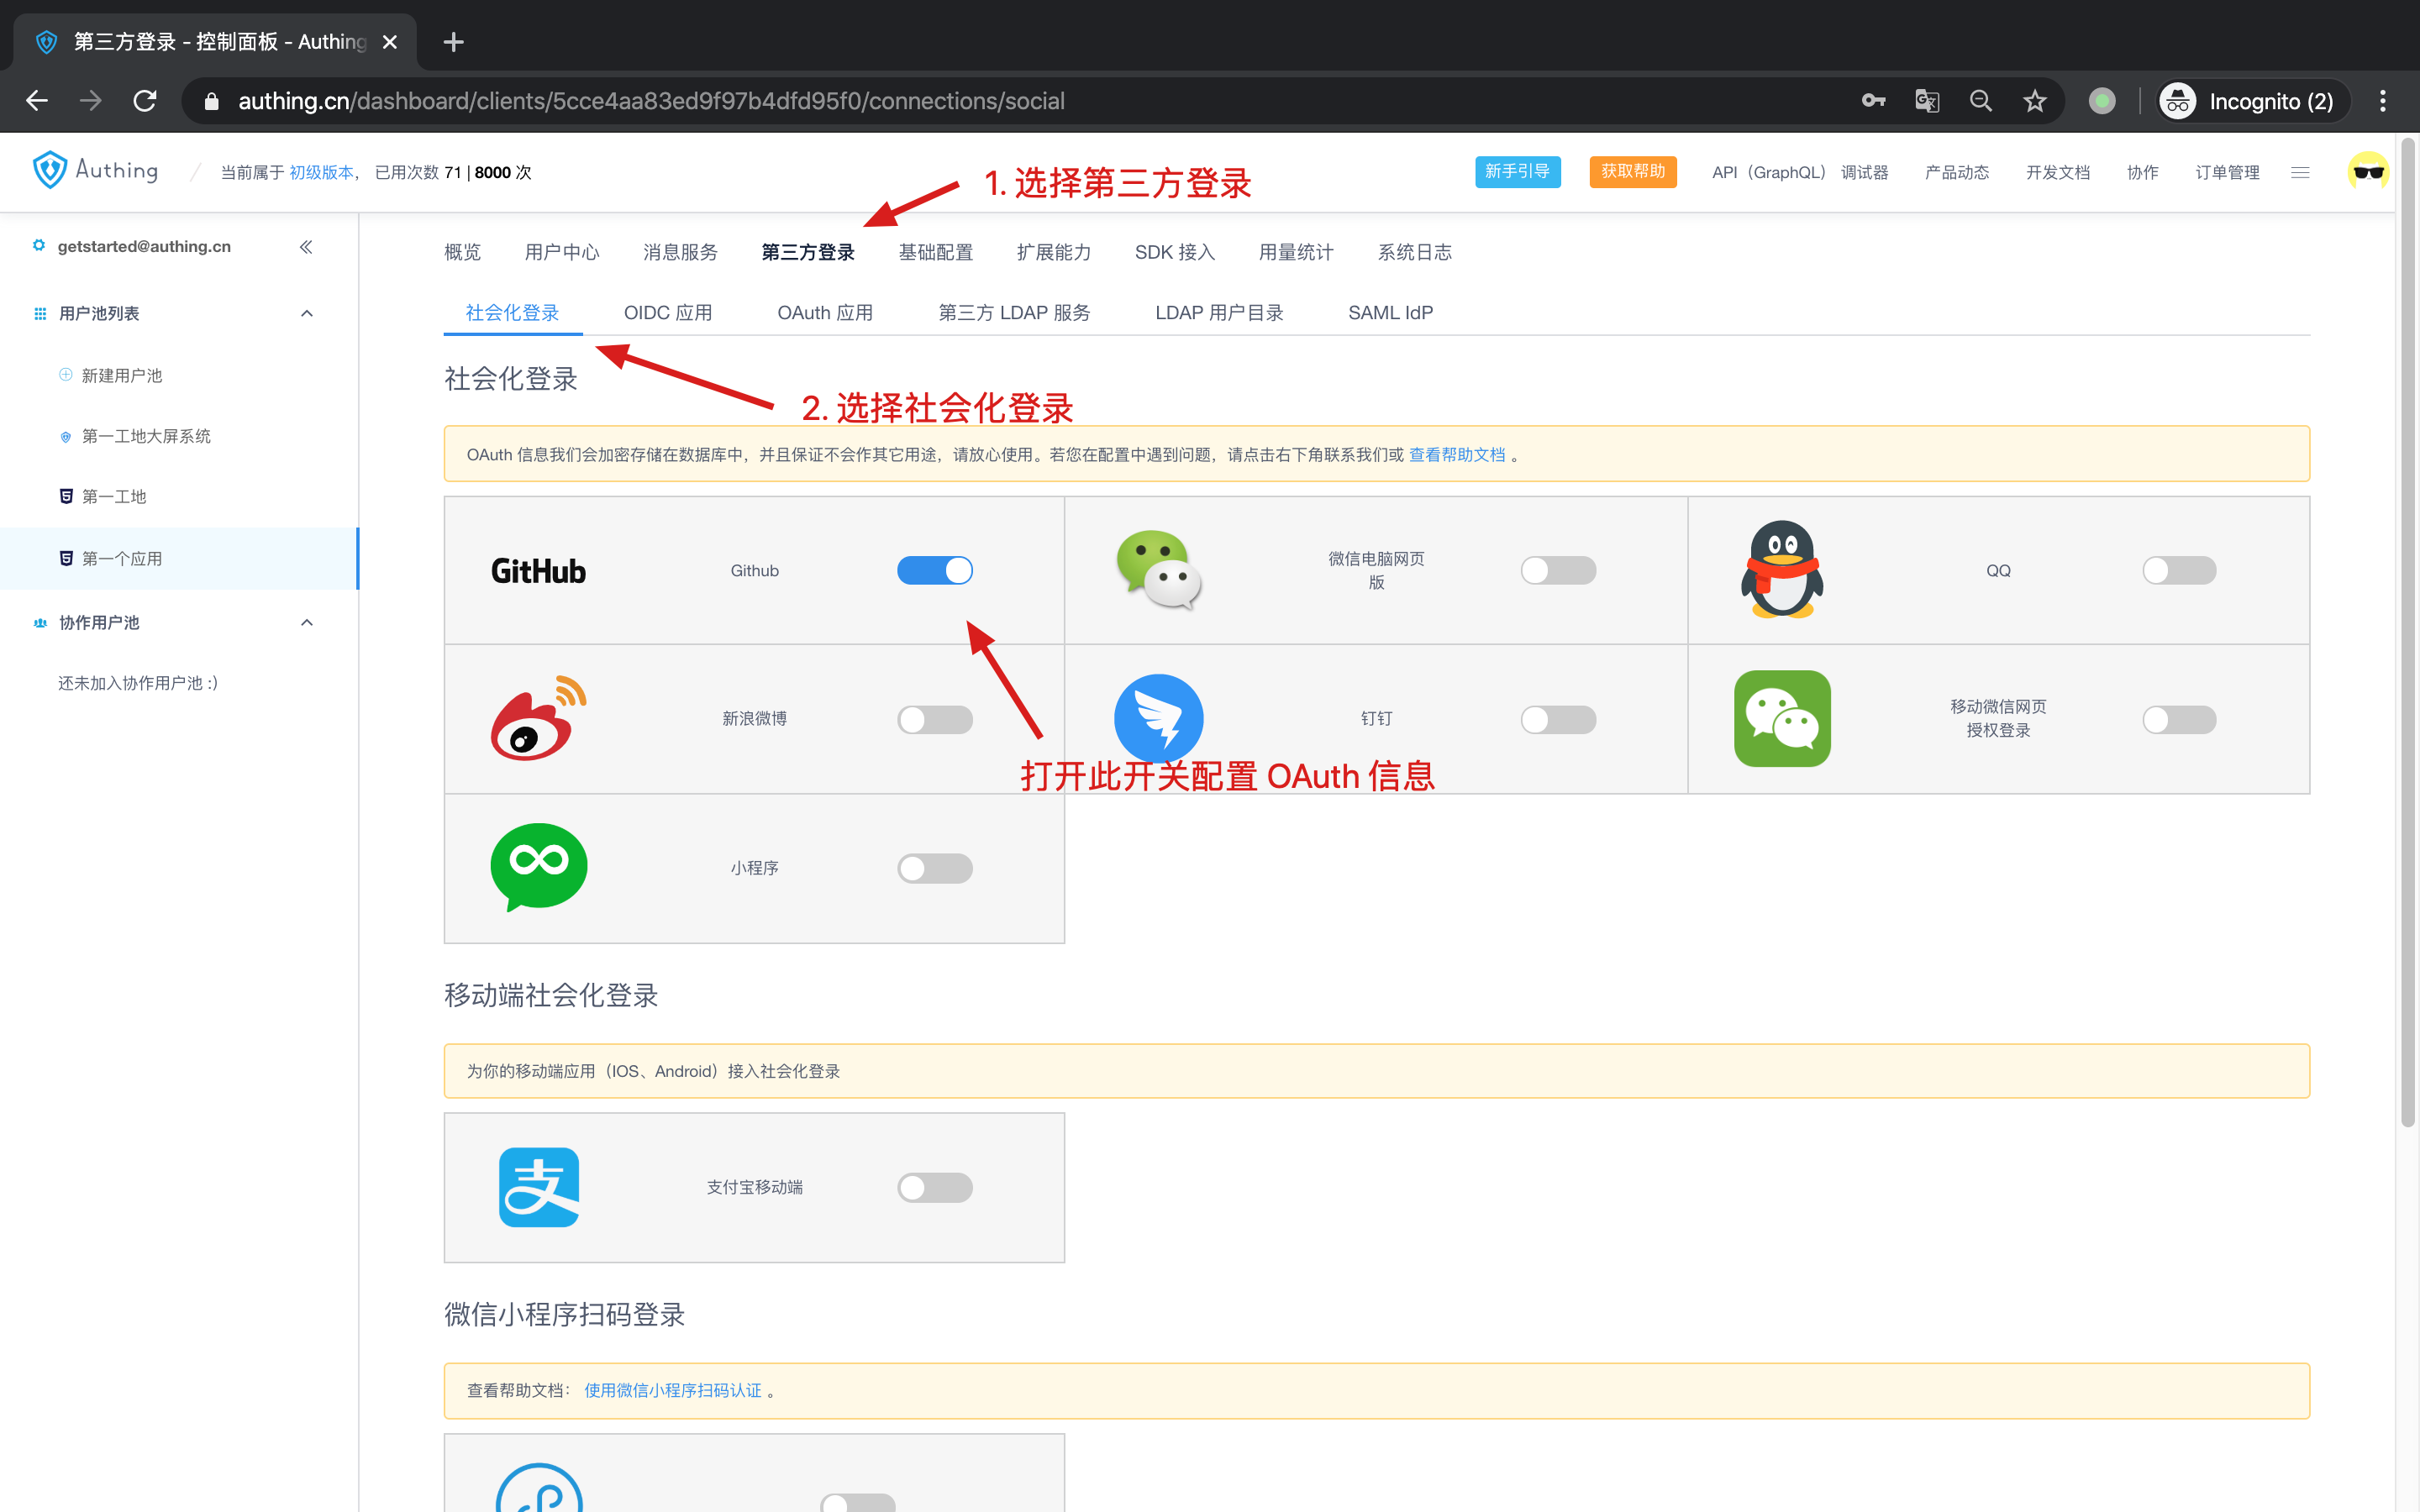 第三方登录 - 控制面板 - Authing
authing.cn/dashboard/clients/5cce4aa83ed9f97b4dfd95f0/connections/social
Incognito (2)
Authing
/ 当前属于 初级版本， 已用次数 71 | 8000 次
1. 选择第三方登录
新手引导
获取帮助
API（GraphQL） 调试器
产品动态
开发文档
协作
订单管理
getstarted@authing.cn
用户池列表
新建用户池
第一工地大屏系统
第一工地
第一个应用
协作用户池
还未加入协作用户池 :)
概览 用户中心 消息服务 第三方登录 基础配置 扩展能力 SDK 接入 用量统计 系统日志
社会化登录 OIDC 应用 OAuth 应用 第三方 LDAP 服务 LDAP 用户目录 SAML IdP
社会化登录
2. 选择社会化登录
OAuth 信息我们会加密存储在数据库中，并且保证不会作其它用途，请放心使用。若您在配置中遇到问题，请点击右下角联系我们或 查看帮助文档 。
GitHub
Github
微信电脑网页
版
QQ
新浪微博
钉钉
移动微信网页
授权登录
打开此开关配置 OAuth 信息
小程序
移动端社会化登录
为你的移动端应用（IOS、Android）接入社会化登录
支
支付宝移动端
微信小程序扫码登录
查看帮助文档： 使用微信小程序扫码认证 。